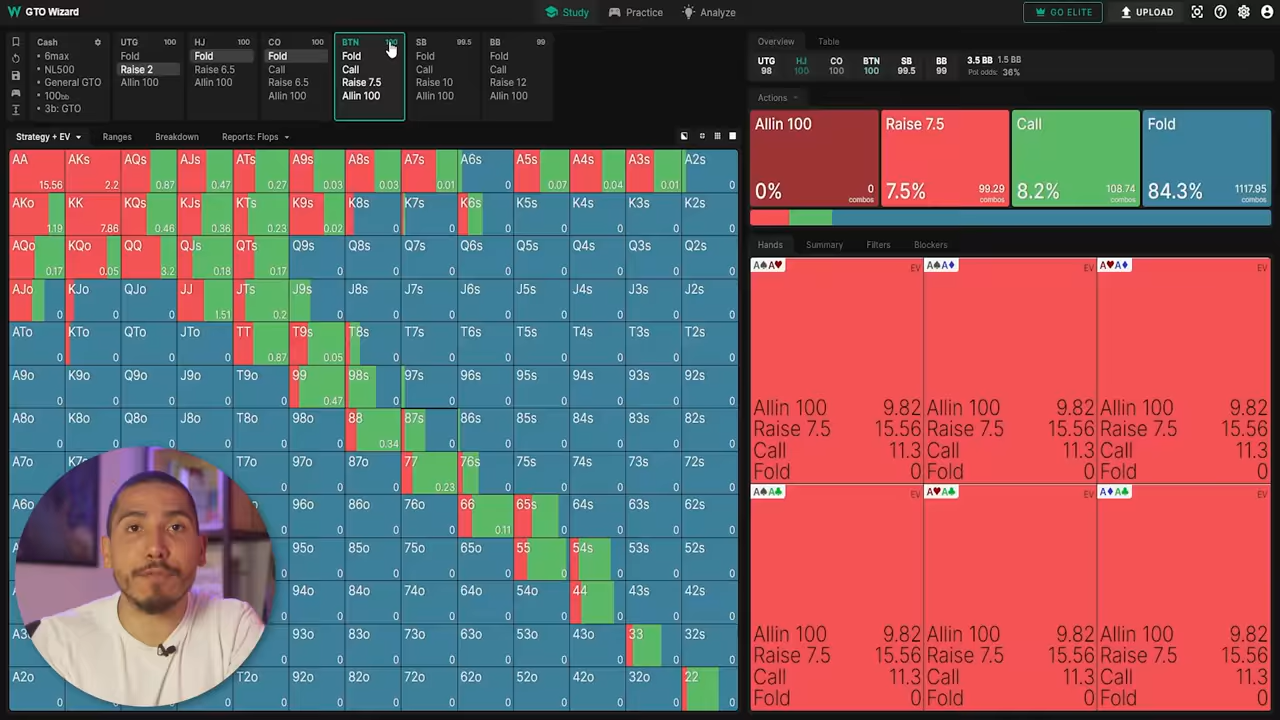 GTO Wizard
Study
Practice
Analyze
GO ELITE
UPLOAD
Cash
6max
NL500
General GTO
100bb
3b: GTO
UTG 100
Fold
Raise 2
Allin 100
HJ 100
Fold
Raise 6.5
Allin 100
CO 100
Fold
Call
Raise 6.5
Allin 100
BTN 100
Fold
Call
Raise 7.5
Allin 100
SB 99.5
Fold
Call
Raise 10
Allin 100
BB 99
Fold
Call
Raise 12
Allin 100
Strategy + EV
Ranges
Breakdown
Reports: Flops
AA 15.56 AKs 2.2 AQs 0.87 AJs 0.47 ATs 0.27 A9s 0.03 A8s 0.03 A7s 0.01 A6s 0 A5s 0.07 A4s 0.04 A3s 0.01 A2s 0
AKo 1.19 KK 7.86 KQs 0.46 KJs 0.36 KTs 0.23 K9s 0.02 K8s 0 K7s 0 K6s 0 K5s 0 K4s 0 K3s 0 K2s 0
AQo 0.17 KQo 0.05 QQ 3.2 QJs 0.18 QTs 0.17 Q9s 0 Q8s 0 Q7s 0 Q6s 0 Q5s 0 Q4s 0 Q3s 0 Q2s 0
AJo 0 KJo 0 QJo 0 JJ 1.51 JTs 0.2 J9s 0 J8s 0 J7s 0 J6s 0 J5s 0 J4s 0 J3s 0 J2s 0
ATo 0 KTo 0 QTo 0 JTo 0 TT 0.87 T9s 0.05 T8s 0 T7s 0 T6s 0 T5s 0 T4s 0 T3s 0 T2s 0
A9o 0 K9o 0 Q9o 0 J9o 0 T9o 0 99 0.47 98s 0 97s 0 96s 0 95s 0 94s 0 93s 0 92s 0
A8o 0 K8o 0 Q8o 0 J8o 0 T8o 0 88 0.34 87s 0 86s 0 85s 0 84s 0 83s 0 82s 0
A7o T7o 0 97o 0 87o 0 77 0.23 76s 0 75s 0 74s 0 73s 0 72s 0
A6o 0 96o 0 86o 0 76o 0 66 0.11 65s 0 64s 0 63s 0 62s 0
0 95o 0 85o 0 75o 0 65o 0 55 0 54s 0 53s 0 52s 0
0 94o 0 84o 0 74o 0 64o 0 54o 0 44 0 43s 0 42s 0
0 93o 0 83o 0 73o 0 63o 0 53o 0 43o 0 33 0 32s 0
A2o 0 T2o 0 92o 0 82o 0 72o 0 62o 0 52o 0 42o 0 32o 0 22 0
Overview
Table
UTG 98
HJ 100
CO 100
BTN 100
SB 99.5
BB 99
3.5 BB 1.5 BB
Pot odds: 36%
Actions
Allin 100
0%
0 combos
Raise 7.5
7.5%
99.29 combos
Call
8.2%
108.74 combos
Fold
84.3%
1117.95 combos
Hands
Summary
Filters
Blockers
A♠A♥ EV
Allin 100 9.82
Raise 7.5 15.56
Call 11.3
Fold 0
A♠A♦ EV
Allin 100 9.82
Raise 7.5 15.56
Call 11.3
Fold 0
A♥A♦ EV
Allin 100 9.82
Raise 7.5 15.56
Call 11.3
Fold 0
A♠A♣ EV
Allin 100 9.82
Raise 7.5 15.56
Call 11.3
Fold 0
A♥A♣ EV
Allin 100 9.82
Raise 7.5 15.56
Call 11.3
Fold 0
A♦A♣ EV
Allin 100 9.82
Raise 7.5 15.56
Call 11.3
Fold 0